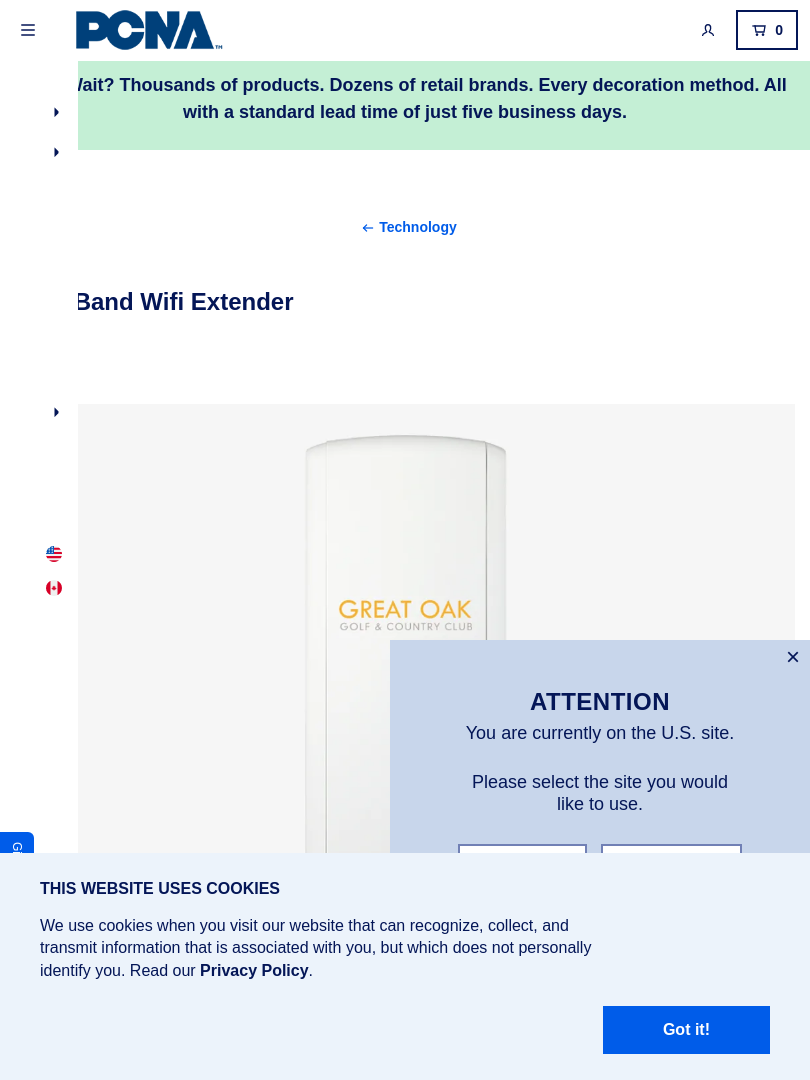 PCNA™
0
Wait? Thousands of products. Dozens of retail brands. Every decoration method. All
with a standard lead time of just five business days.
← Technology
Band Wifi Extender
GREAT OAK
GOLF & COUNTRY CLUB
×
ATTENTION
You are currently on the U.S. site.
Please select the site you would
like to use.
THIS WEBSITE USES COOKIES
We use cookies when you visit our website that can recognize, collect, and
transmit information that is associated with you, but which does not personally
identify you. Read our Privacy Policy.
Got it!